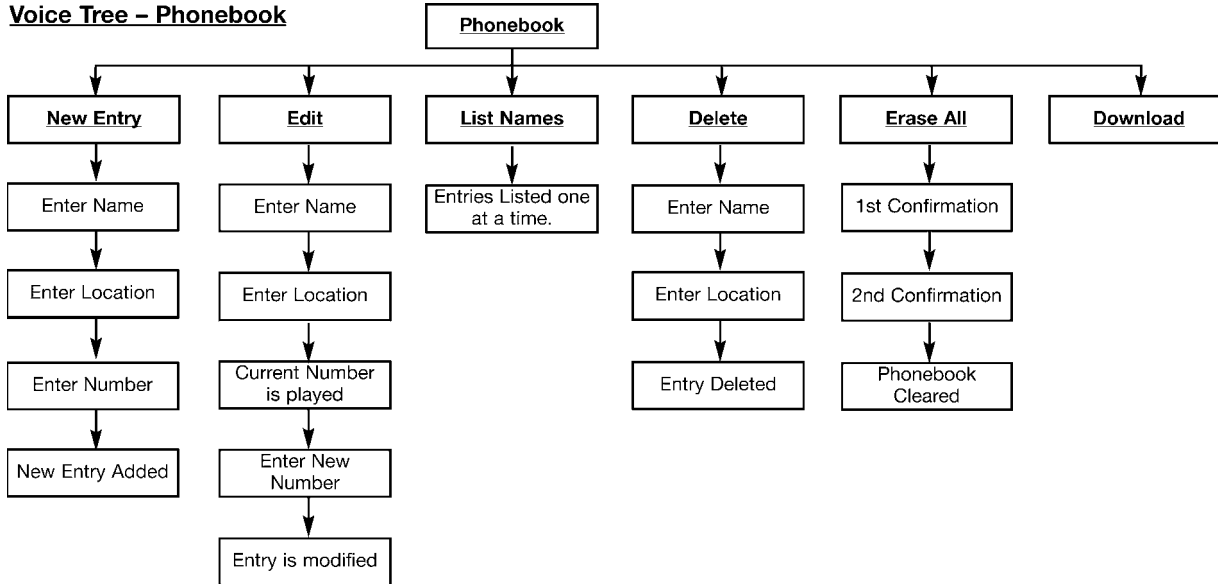 Voice Tree – Phonebook
Phonebook
New Entry
Edit
List Names
Delete
Erase All
Download
Enter Name
Enter Name
Entries Listed one
at a time.
Enter Name
1st Confirmation
Enter Location
Enter Location
Enter Location
2nd Confirmation
Enter Number
Current Number
is played
Entry Deleted
Phonebook
Cleared
New Entry Added
Enter New
Number
Entry is modified